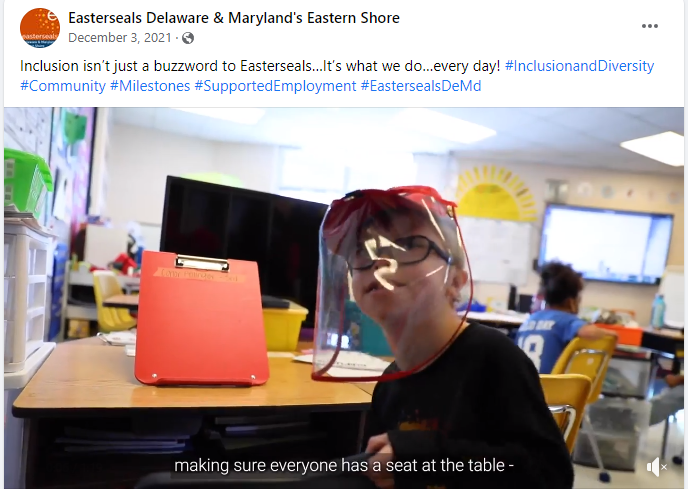 Easterseals Delaware & Maryland's Eastern Shore
December 3, 2021 ·
Inclusion isn't just a buzzword to Easterseals...It's what we do...every day! #InclusionandDiversity
#Community #Milestones #SupportedEmployment #EastersealsDeMd
making sure everyone has a seat at the table -